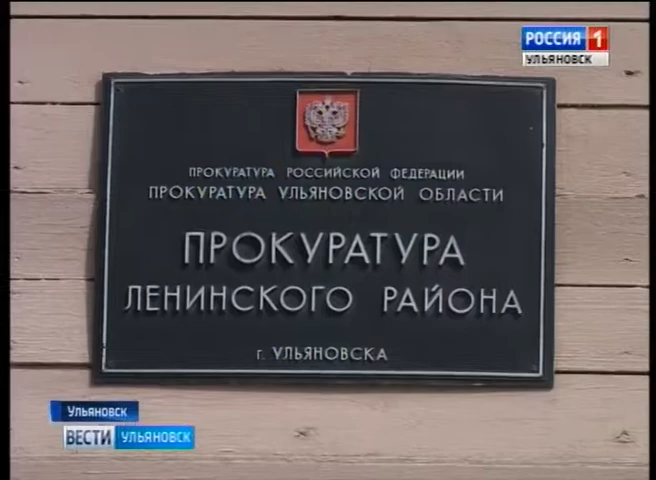 РОССИЯ 1
УЛЬЯНОВСК
ПРОКУРАТУРА РОССИЙСКОЙ ФЕДЕРАЦИИ
ПРОКУРАТУРА УЛЬЯНОВСКОЙ ОБЛАСТИ
ПРОКУРАТУРА
ЛЕНИНСКОГО РАЙОНА
г. УЛЬЯНОВСКА
Ульяновск
ВЕСТИ УЛЬЯНОВСК